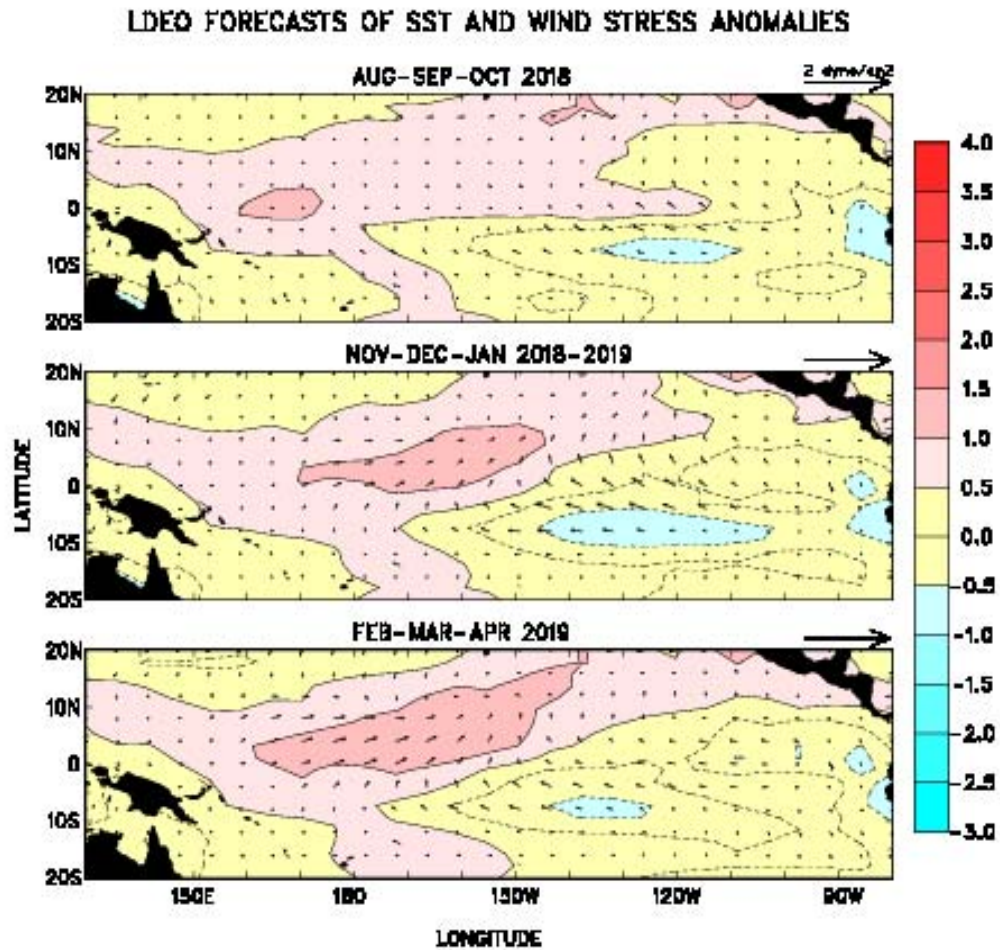 LDEO FORECASTS OF SST AND WIND STRESS ANOMALIES
AUG-SEP-OCT 2018
2 dyne/cm2
20N
10N
0
10S
20S
NOV-DEC-JAN 2018-2019
20N
10N
0
10S
20S
LATITUDE
FEB-MAR-APR 2019
20N
10N
0
10S
20S
150E
180
150W
120W
90W
LONGITUDE
4.0
3.5
3.0
2.5
2.0
1.5
1.0
0.5
0.0
-0.5
-1.0
-1.5
-2.0
-2.5
-3.0